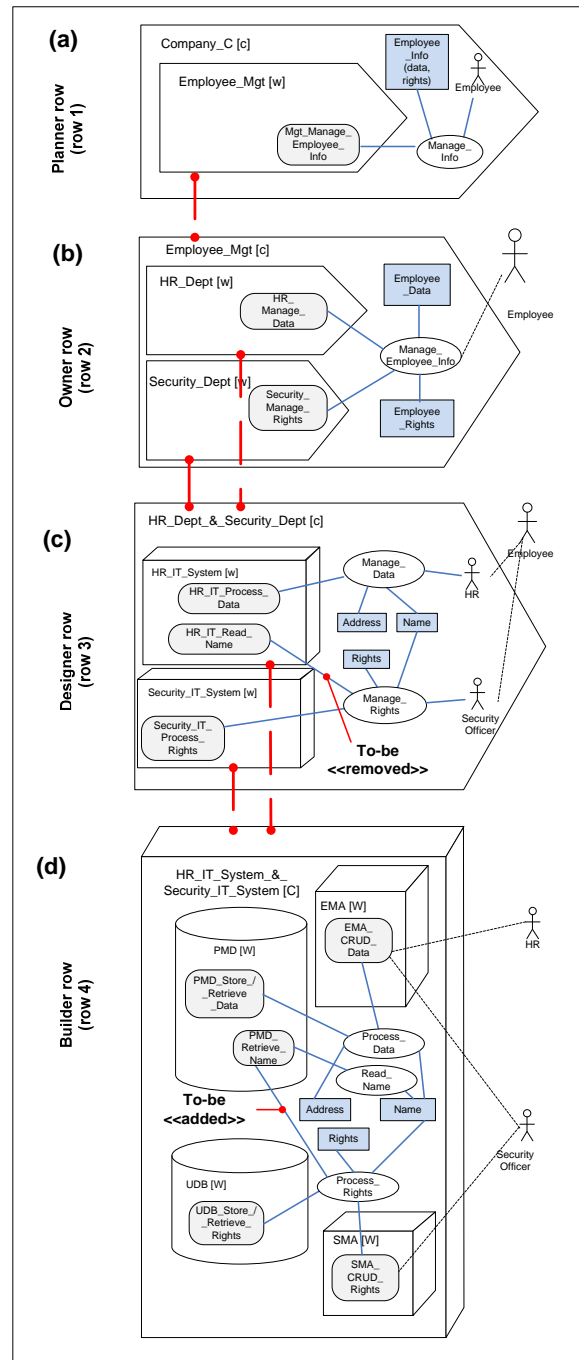 (a)
Planner row
(row 1)
Company_C [c]
Employee_Mgt [w]
Mgt_Manage_
Employee_
Info
Employee
_Info
(data,
rights)
Employee
Manage_
Info
(b)
Owner row
(row 2)
Employee_Mgt [c]
HR_Dept [w]
HR_
Manage_
Data
Security_Dept [w]
Security_
Manage_
Rights
Employee
_Data
Manage_
Employee_Info
Employee
_Rights
Employee
(c)
Designer row
(row 3)
HR_Dept_&_Security_Dept [c]
HR_IT_System [w]
HR_IT_Process_
Data
HR_IT_Read_
Name
Security_IT_System [w]
Security_IT_
Process_
Rights
Manage_
Data
Address
Name
Rights
Manage_
Rights
HR
Employee
Security
Officer
To-be
<<removed>>
(d)
Builder row
(row 4)
HR_IT_System_&_
Security_IT_System [C]
PMD [W]
PMD_Store_/
_Retrieve_
Data
PMD_
Retrieve_
Name
EMA [W]
EMA_
CRUD_
Data
HR
Process_
Data
Read_
Name
To-be
<<added>>
Address
Name
Rights
Security
Officer
UDB [W]
UDB_Store_/
_Retrieve_
Rights
Process_
Rights
SMA [W]
SMA_
CRUD_
Rights